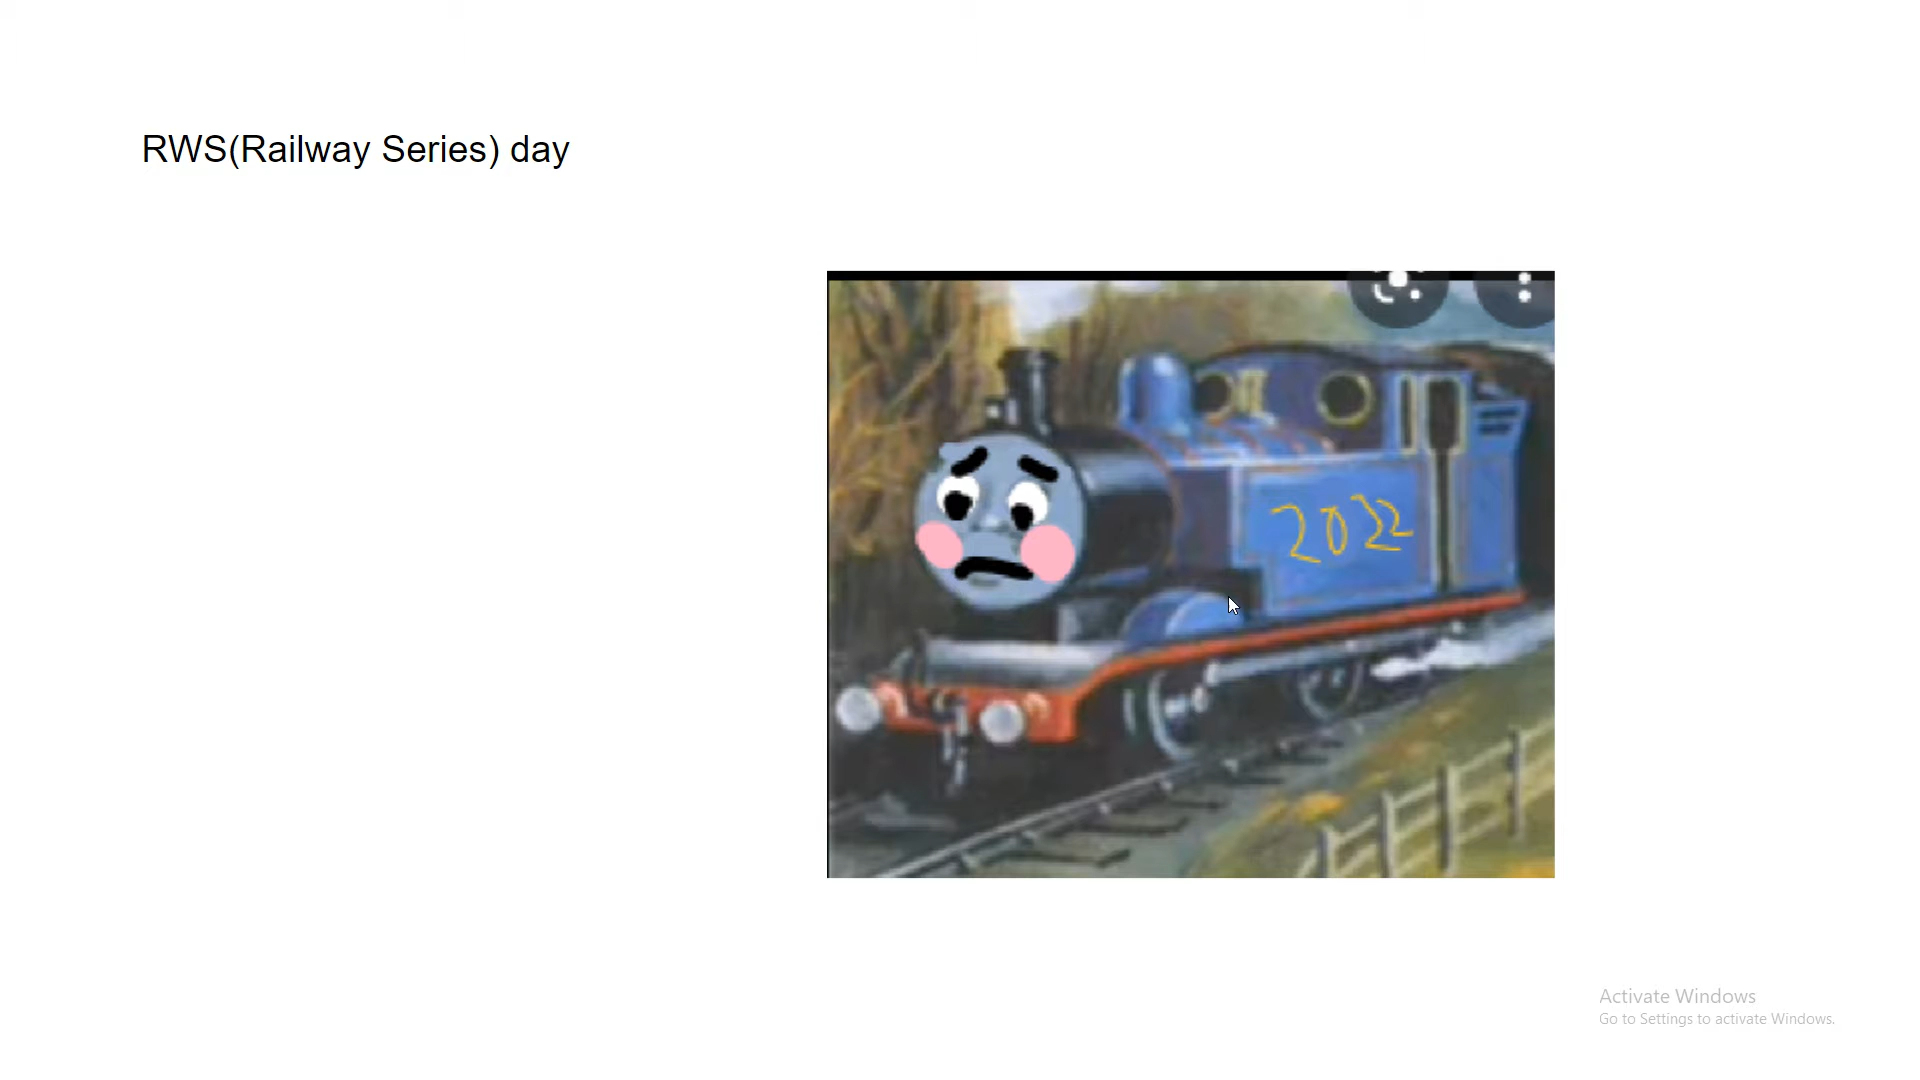 RWS(Railway Series) day
2022
Activate Windows
Go to Settings to activate Windows.